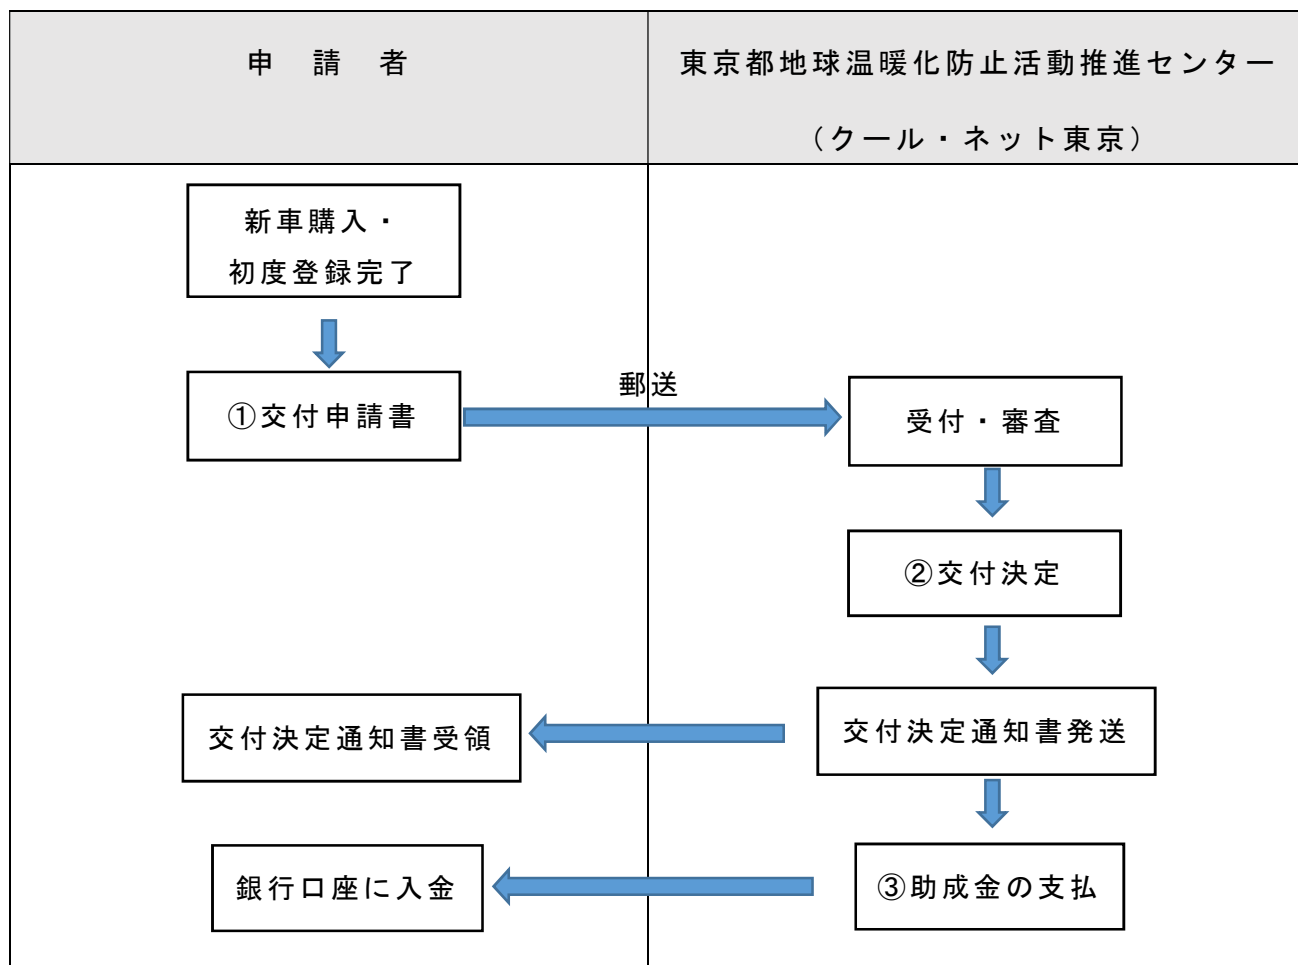 申 請 者
東京都地球温暖化防止活動推進センター
（クール・ネット東京）
新車購入・
初度登録完了
①交付申請書
郵送
受付・審査
②交付決定
交付決定通知書受領
交付決定通知書発送
銀行口座に入金
③助成金の支払